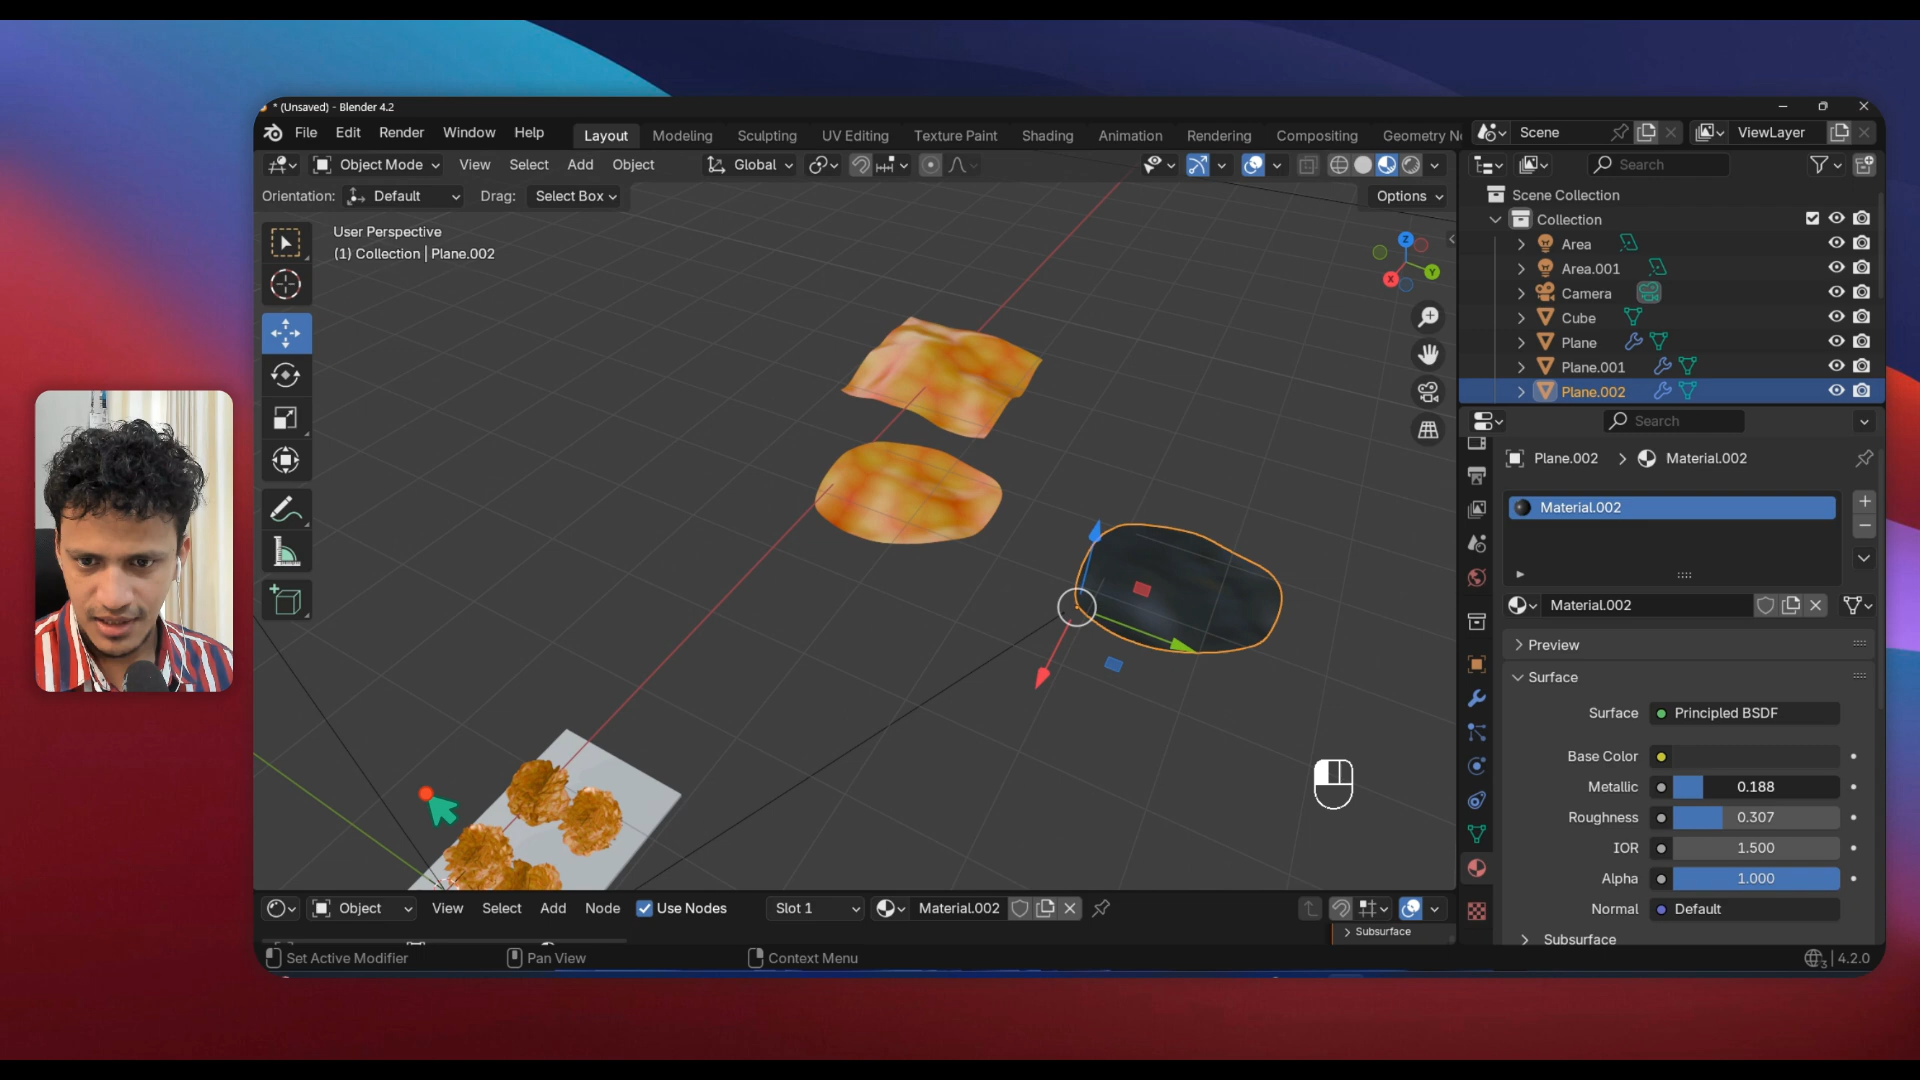 * (Unsaved) - Blender 4.2
File Edit Render Window Help
Layout Modeling Sculpting UV Editing Texture Paint Shading Animation Rendering Compositing Geometry
Scene ViewLayer
Object Mode View Select Add Object Global
Search
Orientation: Default Drag: Select Box Options
User Perspective
(1) Collection | Plane.002
Z
Y
X
Scene Collection
Collection
Area
Area.001
Camera
Cube
Plane
Plane.001
Plane.002
Search
Plane.002 > Material.002
Material.002
Material.002
Preview
Surface
Surface Principled BSDF
Base Color
Metallic 0.188
Roughness 0.307
IOR 1.500
Alpha 1.000
Normal Default
Subsurface
Object View Select Add Node Use Nodes Slot 1 Material.002
Subsurface
Set Active Modifier Pan View Context Menu
3 4.2.0